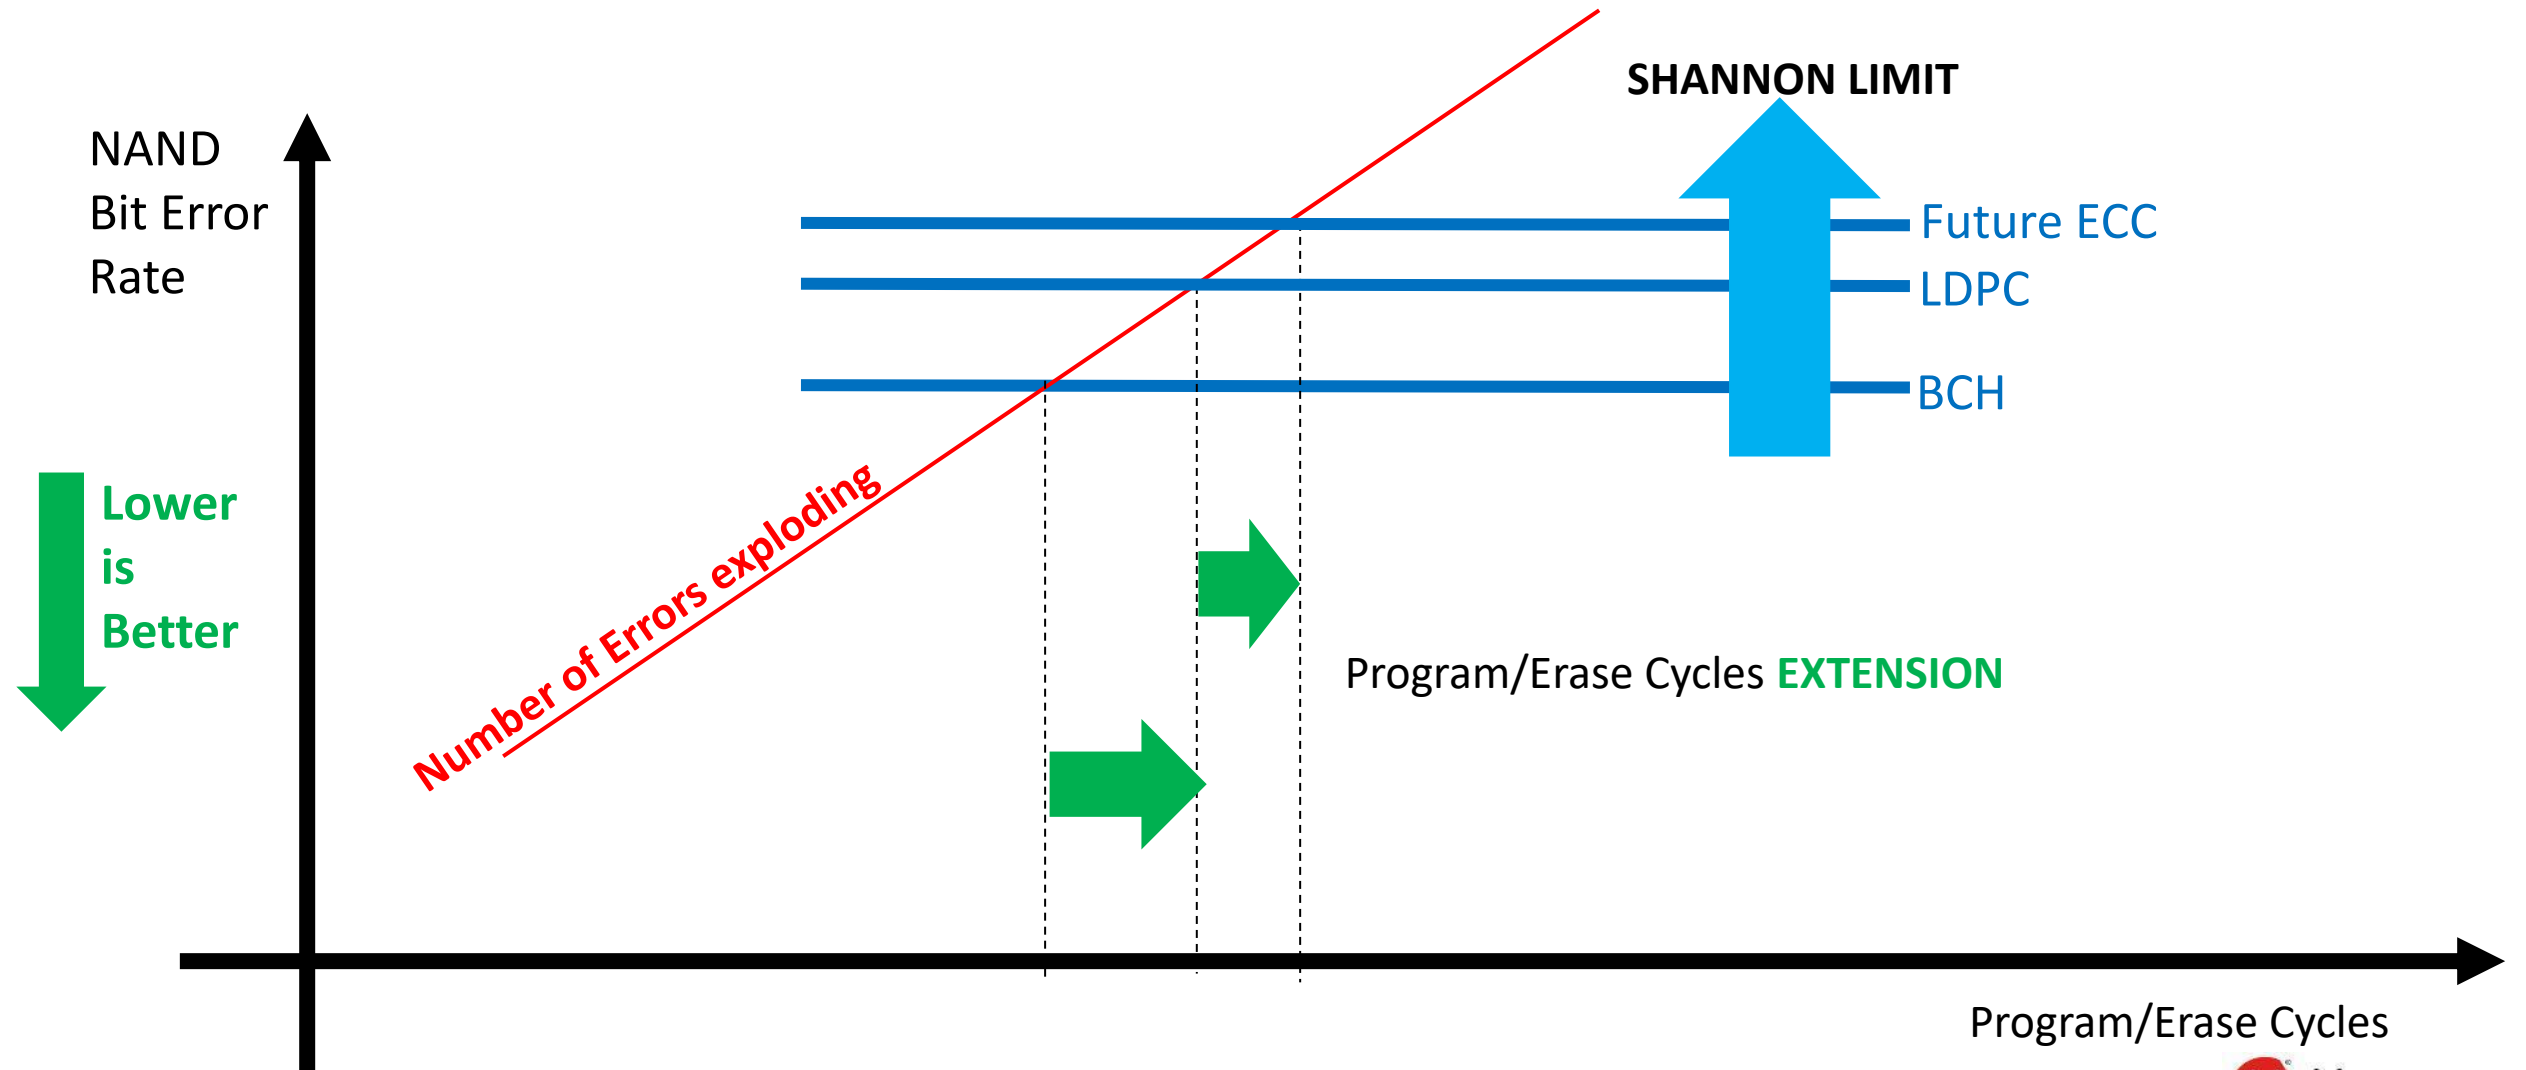 SHANNON LIMIT
NAND
Bit Error
Rate
Future ECC
LDPC
BCH
Lower
is
Better
Number of Errors exploding
Program/Erase Cycles EXTENSION
Program/Erase Cycles